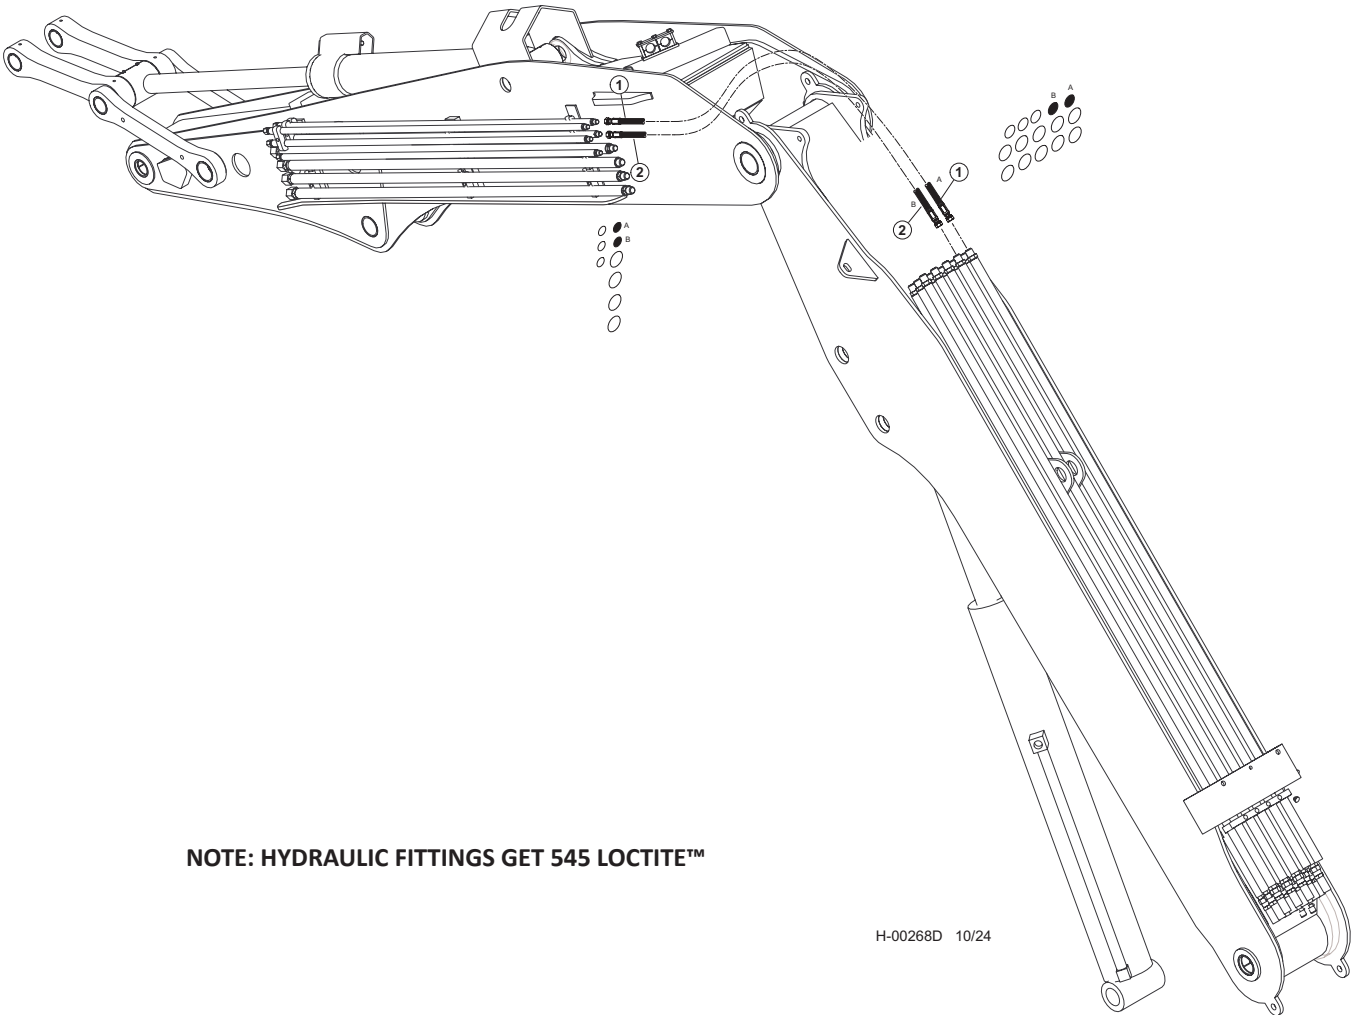 B A
1
1
A
2
B
2
A
B
NOTE: HYDRAULIC FITTINGS GET 545 LOCTITE™
H-00268D 10/24